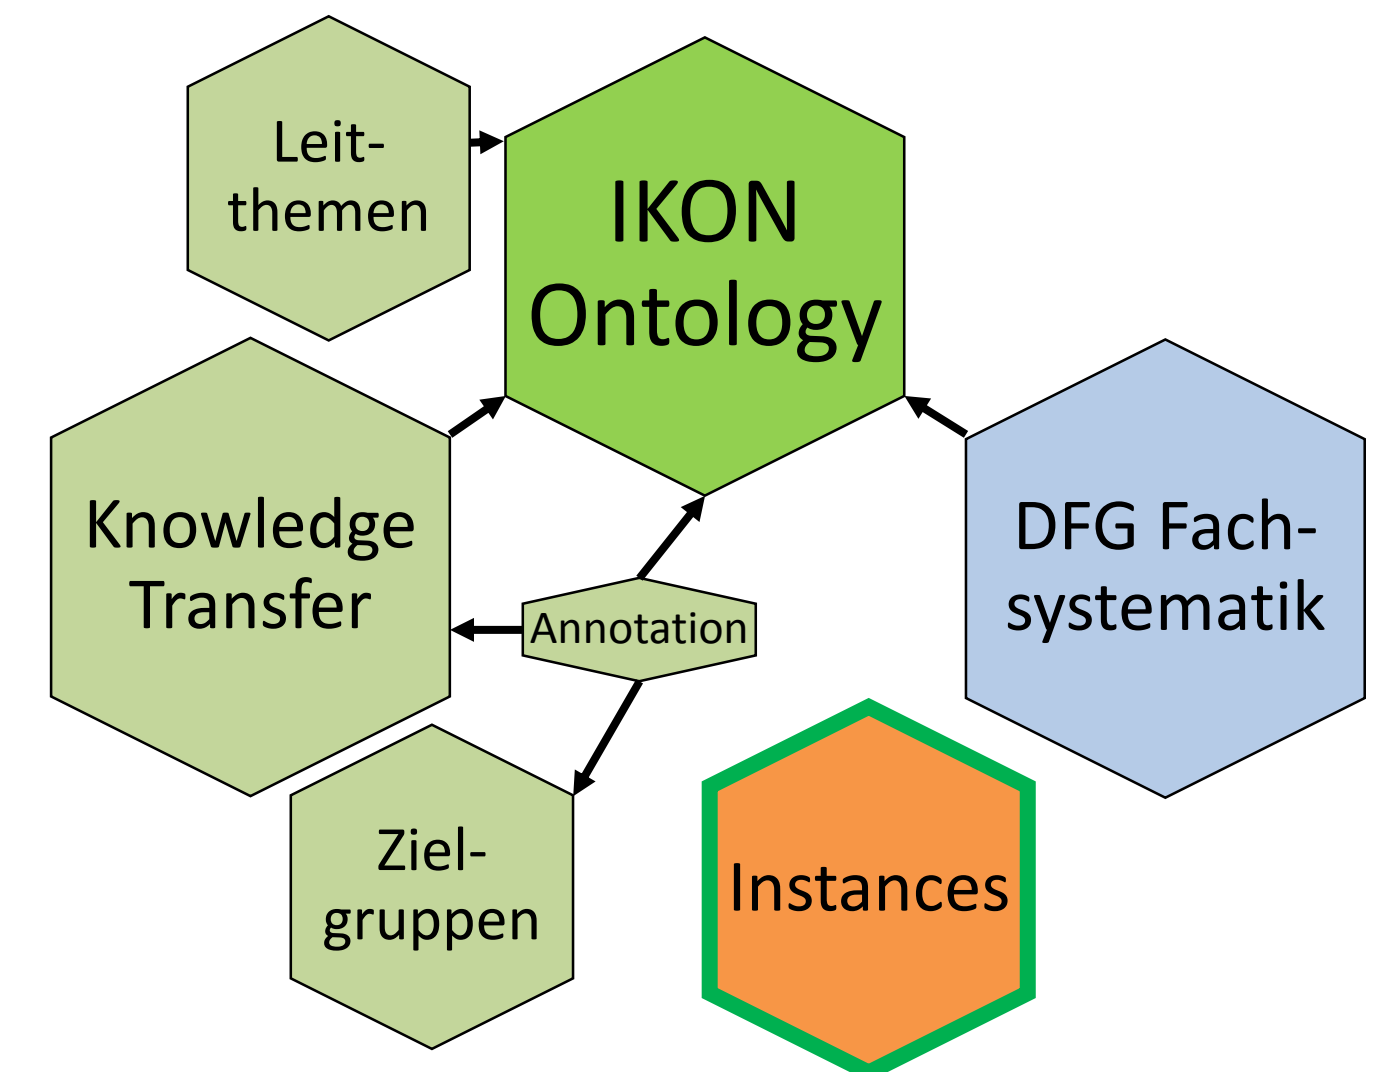 Leit-
themen
IKON
Ontology
Knowledge
Transfer
DFG Fach-
systematik
Annotation
Ziel-
gruppen
Instances